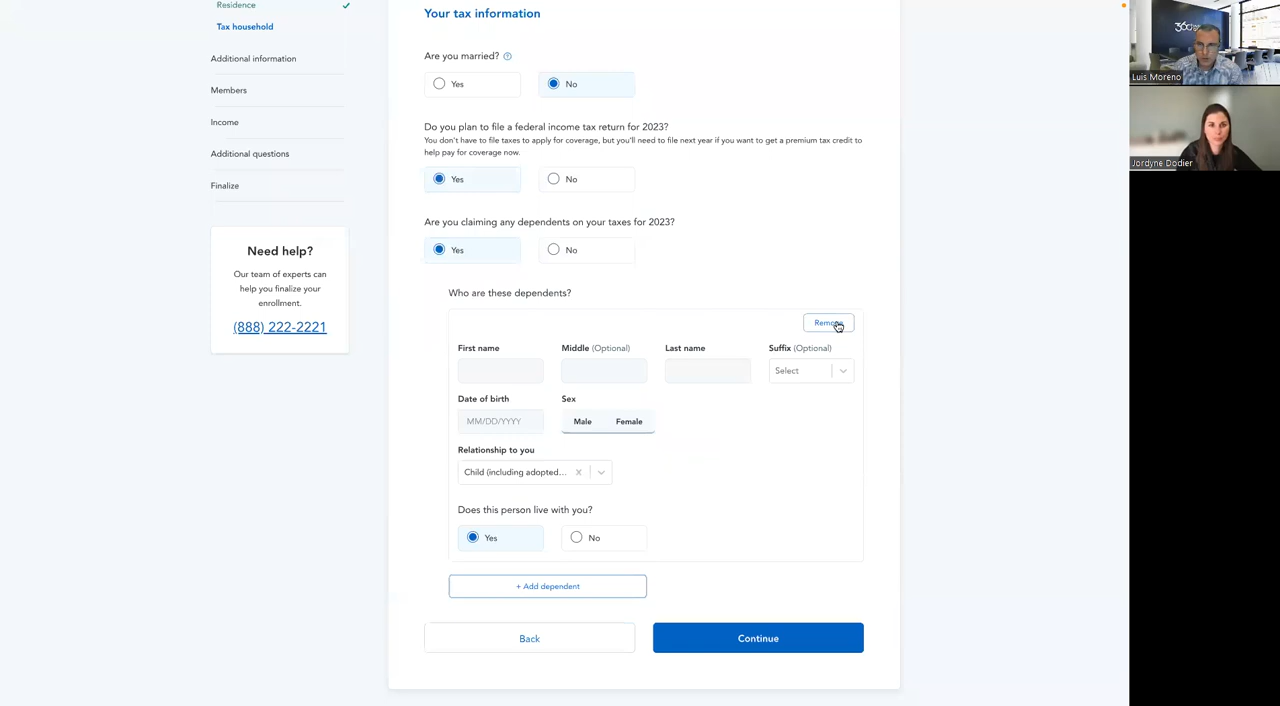 Residence
Tax household
Additional information
Members
Income
Additional questions
Finalize
Need help?
Our team of experts can
help you finalize your
enrollment.
(888) 222-2221
Your tax information
Are you married?
Yes No
Do you plan to file a federal income tax return for 2023?
You don't have to file taxes to apply for coverage, but you'll need to file next year if you want to get a premium tax credit to
help pay for coverage now.
Yes No
Are you claiming any dependents on your taxes for 2023?
Yes No
Who are these dependents?
Remove
First name Middle (Optional) Last name Suffix (Optional)
Select
Date of birth Sex
MM/DD/YYYY Male Female
Relationship to you
Child (including adopted...
Does this person live with you?
Yes No
+ Add dependent
Back Continue
Luis Moreno
Jordyne Dodier